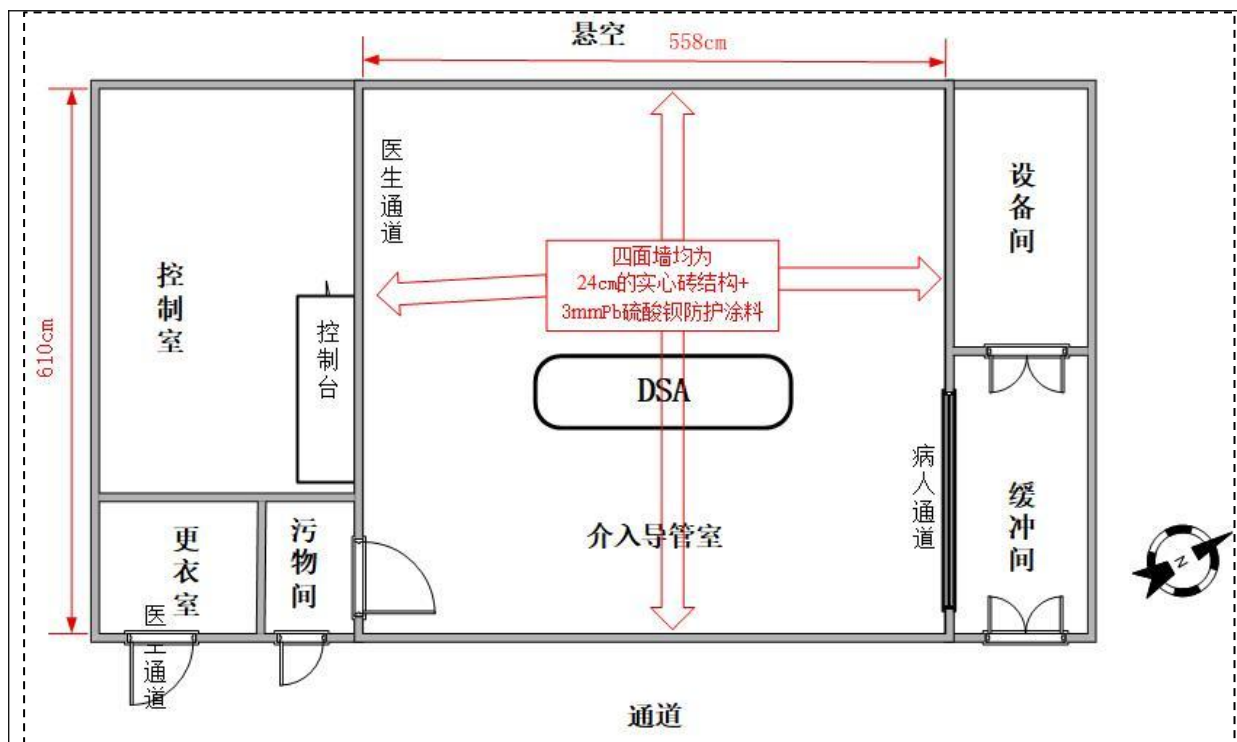 悬空
558cm
610cm
医生通道
控制室
控制台
四面墙均为
24cm的实心砖结构+
3mmPb硫酸钡防护涂料
设备间
DSA
病人通道
介入导管室
缓冲间
更衣室
污物间
医生通道
通道
N